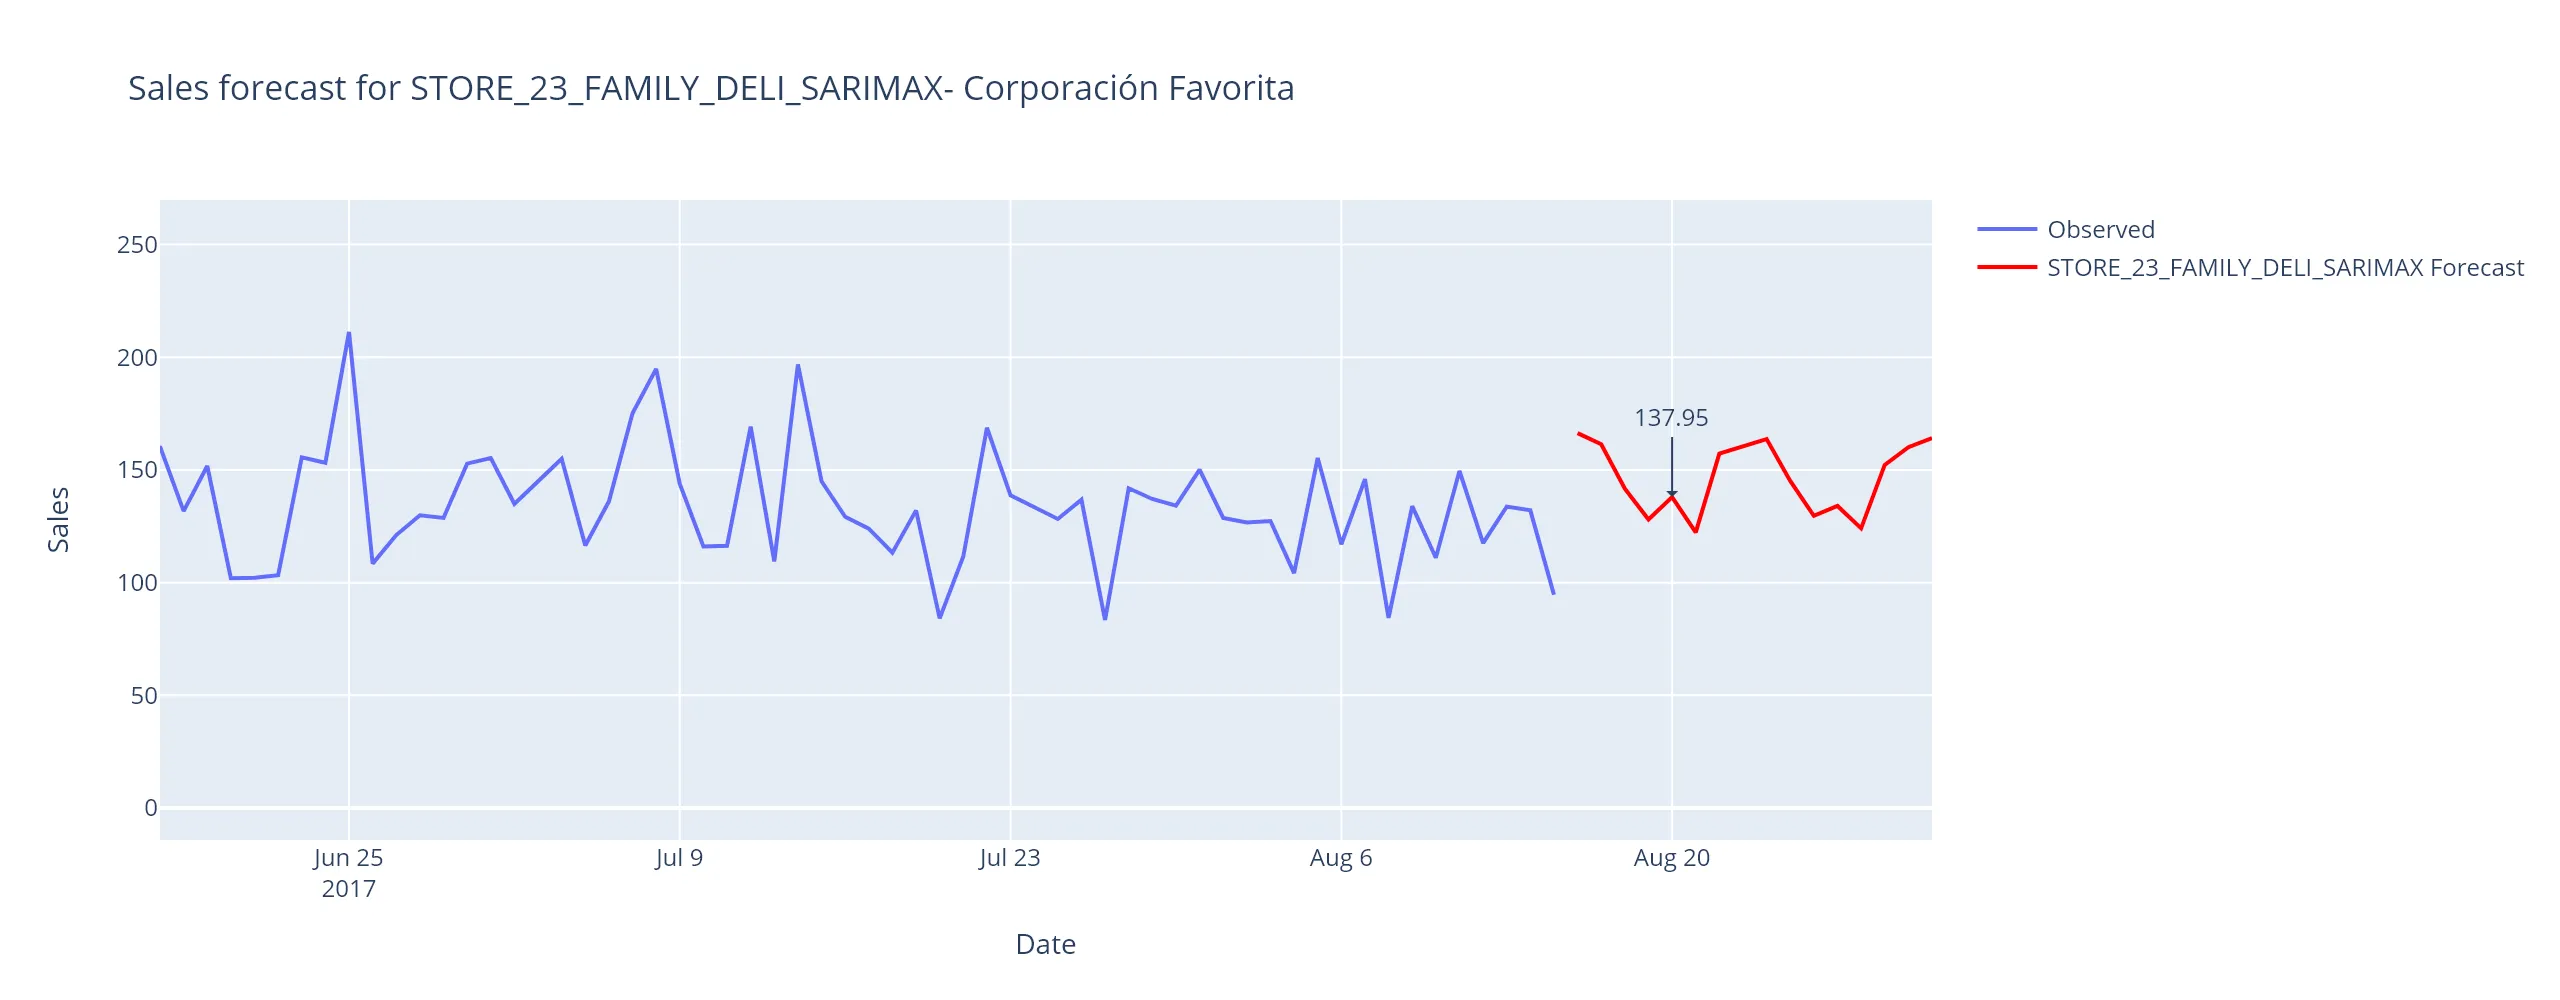 Sales forecast for STORE_23_FAMILY_DELI_SARIMAX- Corporación Favorita
Observed
STORE_23_FAMILY_DELI_SARIMAX Forecast
250
200
150
100
50
0
Sales
137.95
Jun 25
2017
Jul 9
Jul 23
Aug 6
Aug 20
Date